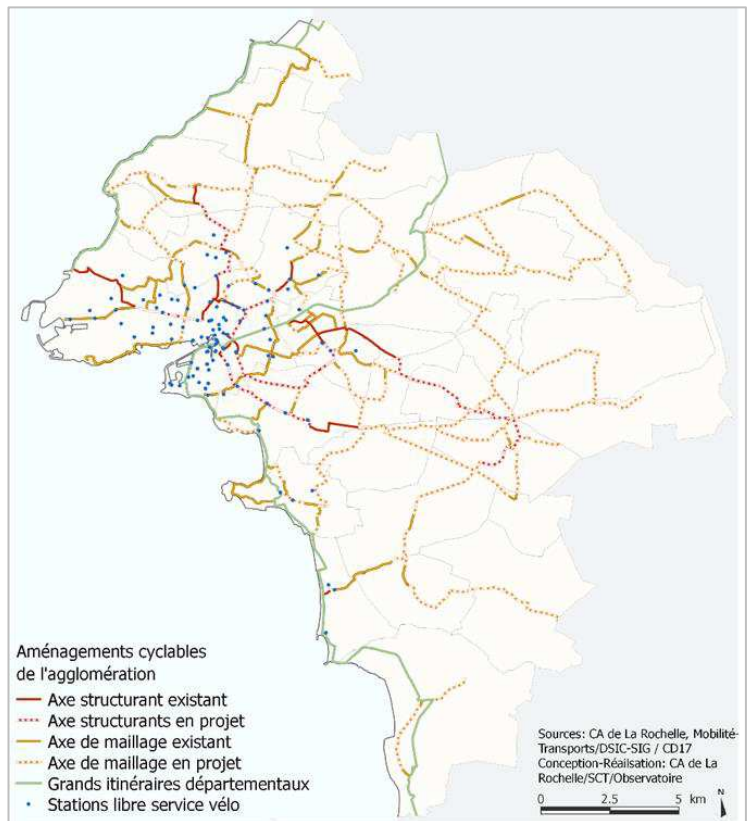 Aménagements cyclables
de l'agglomération
Axe structurant existant
Axe structurants en projet
Axe de maillage existant
Axe de maillage en projet
Grands itinéraires départementaux
Stations libre service vélo
Sources: CA de La Rochelle, Mobilité-
Transports/DSIC-SIG / CD17
Conception-Réailsation: CA de La
Rochelle/SCT/Observatoire
0 2.5 5 km
N